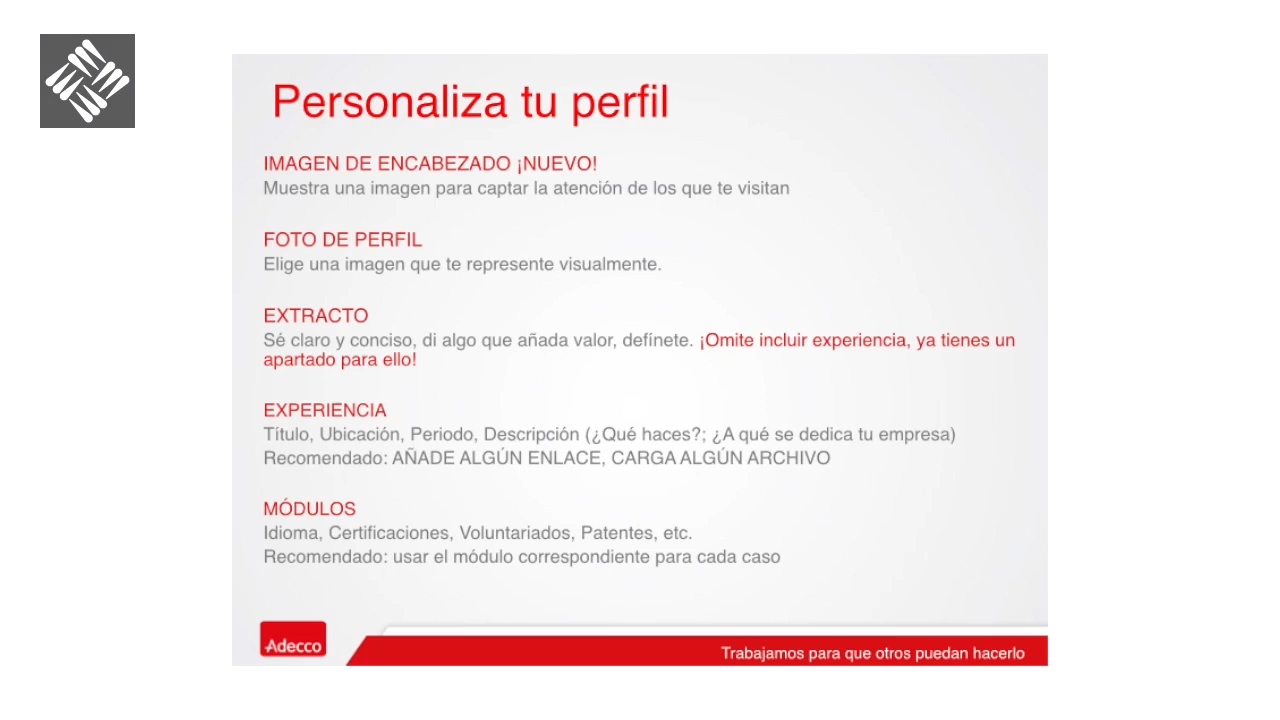 Personaliza tu perfil
IMAGEN DE ENCABEZADO ¡NUEVO!
Muestra una imagen para captar la atención de los que te visitan
FOTO DE PERFIL
Elige una imagen que te represente visualmente.
EXTRACTO
Sé claro y conciso, di algo que añada valor, defínete. ¡Omite incluir experiencia, ya tienes un
apartado para ello!
EXPERIENCIA
Título, Ubicación, Periodo, Descripción (¿Qué haces?; ¿A qué se dedica tu empresa)
Recomendado: AÑADE ALGÚN ENLACE, CARGA ALGÚN ARCHIVO
MÓDULOS
Idioma, Certificaciones, Voluntariados, Patentes, etc.
Recomendado: usar el módulo correspondiente para cada caso
Adecco
Trabajamos para que otros puedan hacerlo